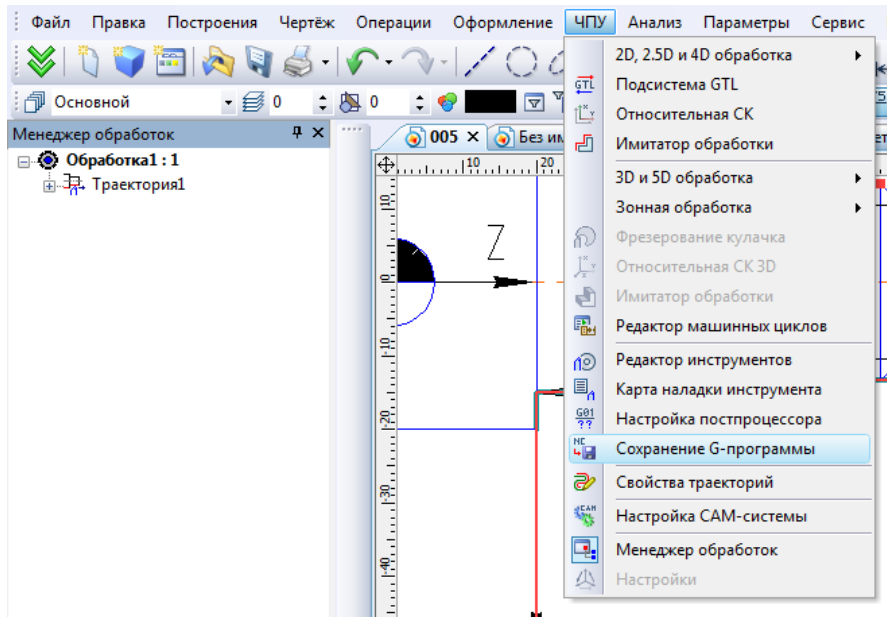 Файл Правка Построения Чертёж Операции Оформление ЧПУ Анализ Параметры Сервис
Основной 0 0
Менеджер обработок
005 Без им
Обработка1 : 1
Траектория1
10 20
10
0
-10
-20
-30
-40
Z
2D, 2.5D и 4D обработка
GTL Подсистема GTL
Относительная СК
Имитатор обработки
3D и 5D обработка
Зонная обработка
Фрезерование кулачка
Относительная СК 3D
Имитатор обработки
Редактор машинных циклов
Редактор инструментов
Карта наладки инструмента
G01 ?? Настройка постпроцессора
NC Сохранение G-программы
Свойства траекторий
CAM Настройка САМ-системы
Менеджер обработок
Настройки